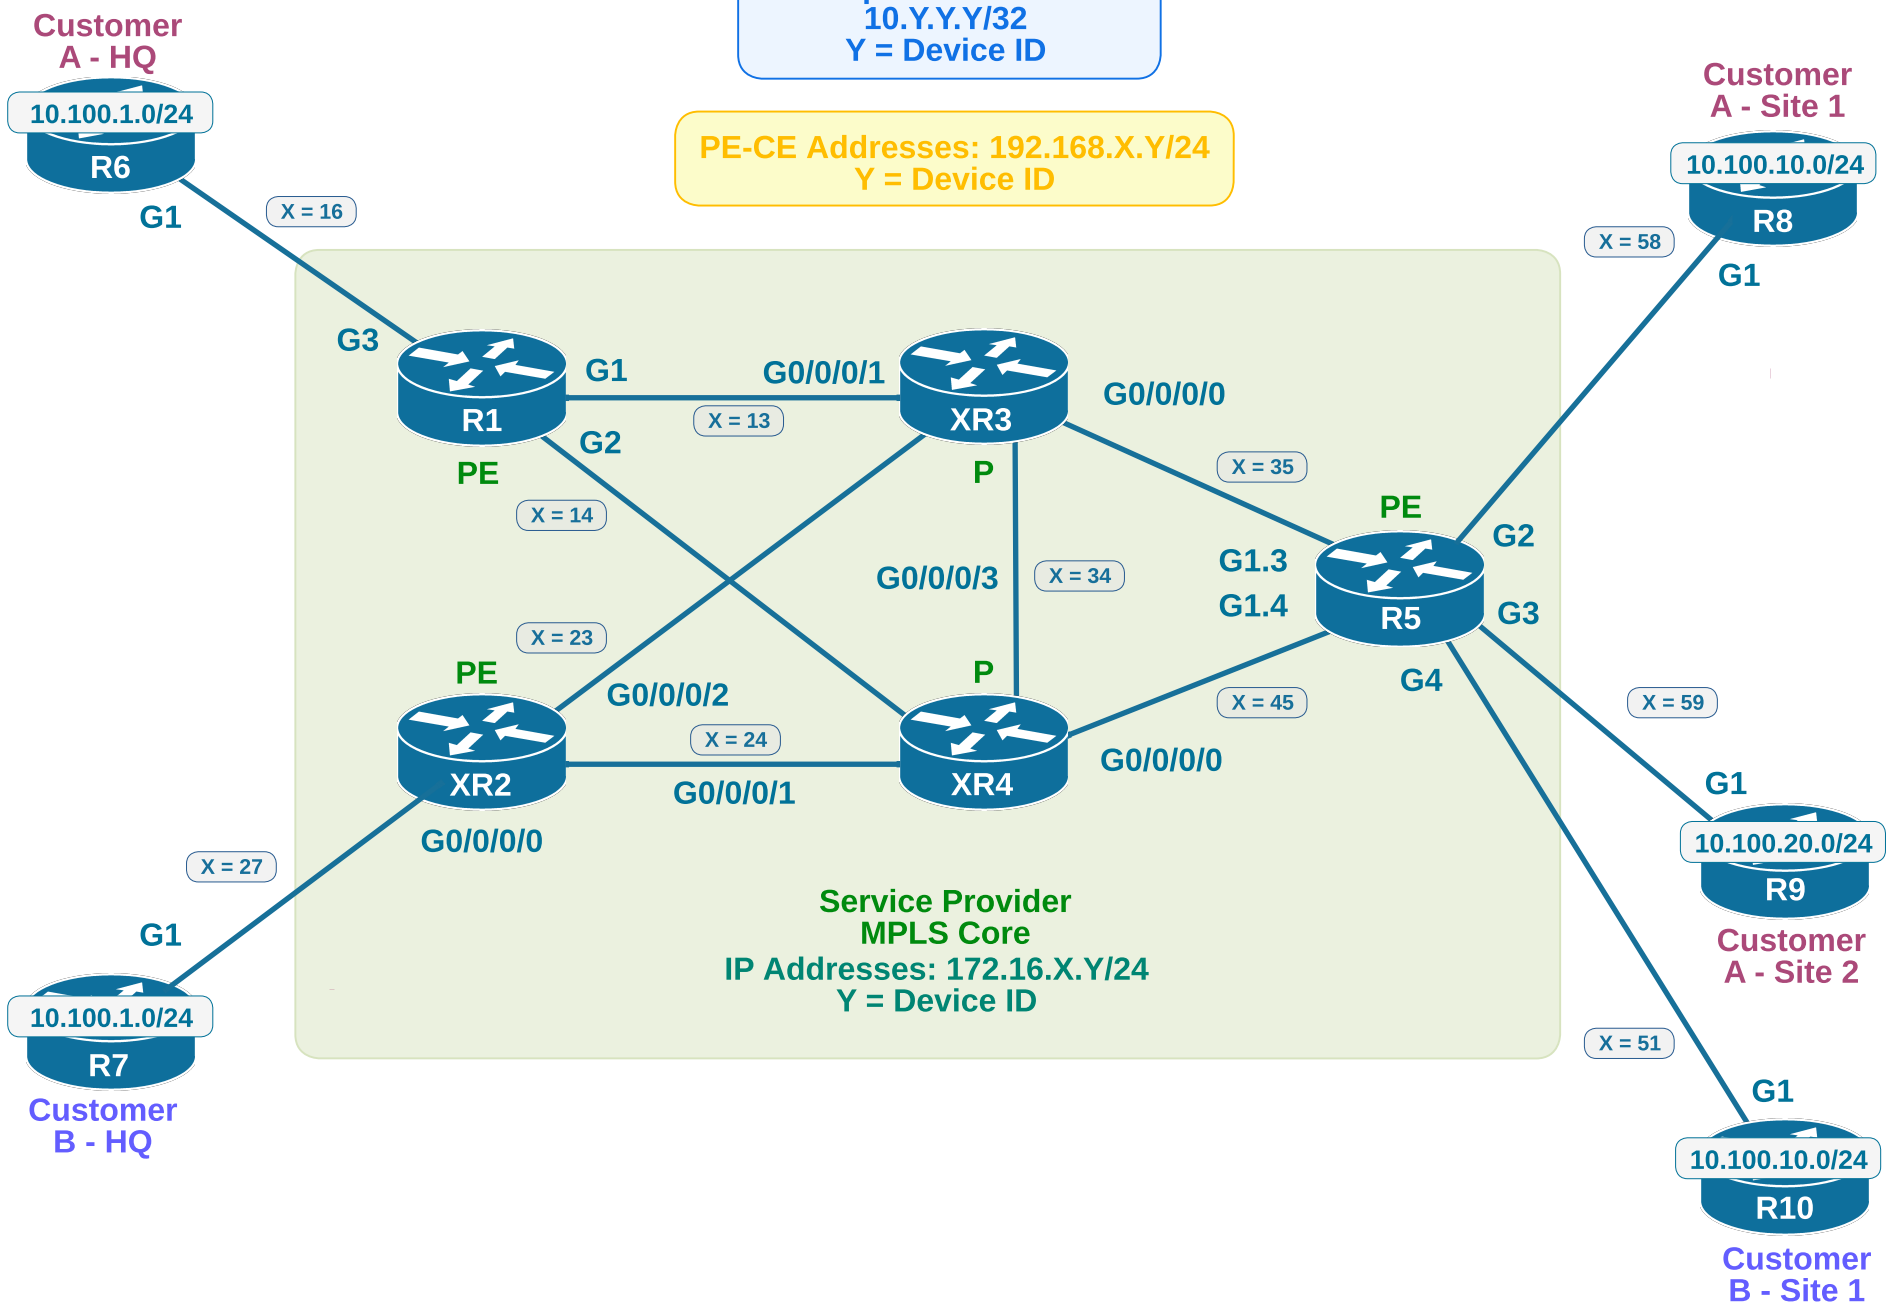 10.Y.Y.Y/32
Y = Device ID
PE-CE Addresses: 192.168.X.Y/24
Y = Device ID
Customer
A - HQ
10.100.1.0/24
R6
G1
X = 16
Customer
A - Site 1
10.100.10.0/24
R8
X = 58
G1
G3
R1
PE
G1
G2
X = 13
G0/0/0/1
XR3
P
G0/0/0/0
X = 14
X = 35
PE
G2
G0/0/0/3
X = 34
G1.3
G1.4
R5
G3
G4
X = 23
PE
G0/0/0/2
P
X = 45
X = 59
XR2
X = 24
G0/0/0/1
XR4
G0/0/0/0
G0/0/0/0
X = 27
G1
G1
10.100.20.0/24
R9
Customer
A - Site 2
Service Provider
MPLS Core
IP Addresses: 172.16.X.Y/24
Y = Device ID
10.100.1.0/24
R7
Customer
B - HQ
X = 51
G1
10.100.10.0/24
R10
Customer
B - Site 1